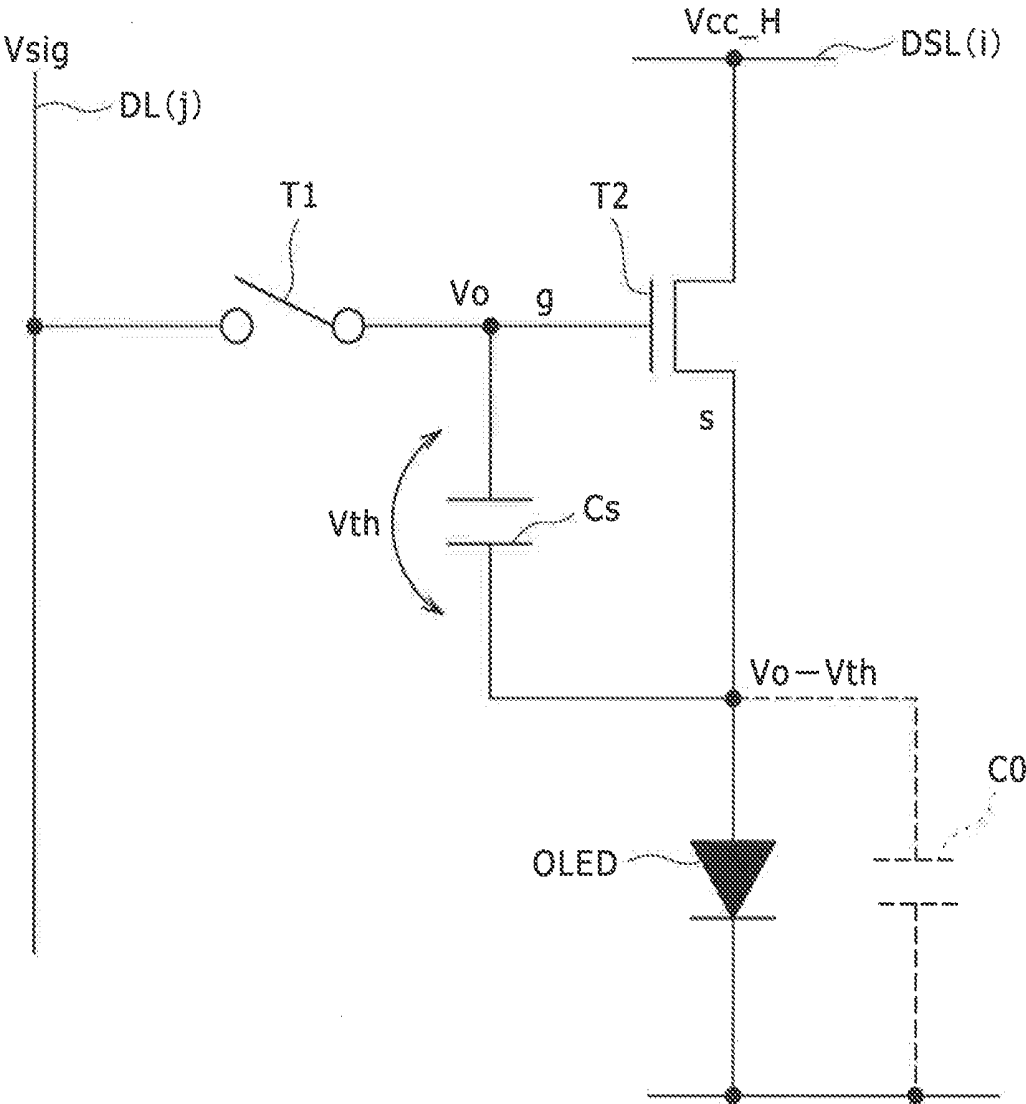 Vcc_H
DSL(i)
Vsig
DL(j)
T1
T2
Vo
g
s
Vth
Cs
Vo−Vth
C0
OLED